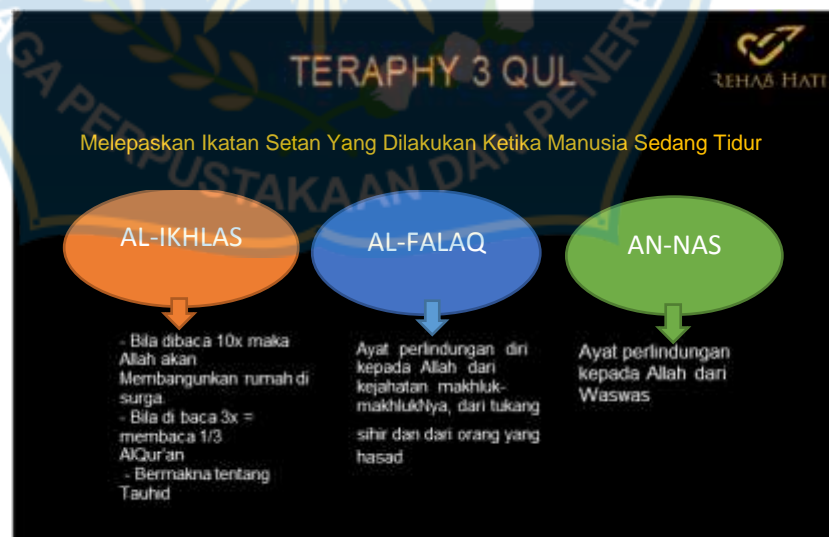 TERAPHY 3 QUL
REHAB HATI
Melepaskan Ikatan Setan Yang Dilakukan Ketika Manusia Sedang Tidur
PERPUSTAKAAN DAN
AL-IKHLAS
- Bila dibaca 10x maka
Allah akan
Membangunkan rumah di
surga.
- Bila di baca 3x =
membaca 1/3
AlQur'an
- Bermakna tentang
Tauhid
AL-FALAQ
Ayat perlindungan diri
kepada Allah dari
kejahatan makhluk-
makhlukNya, dari tukang
sihir dan dari orang yang
hasad
AN-NAS
Ayat perlindungan
kepada Allah dari
Waswas